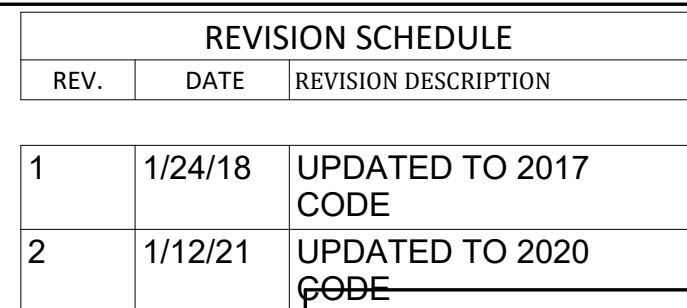 REVISION SCHEDULE
REV. DATE REVISION DESCRIPTION
1 1/24/18 UPDATED TO 2017
CODE
2 1/12/21 UPDATED TO 2020
CODE